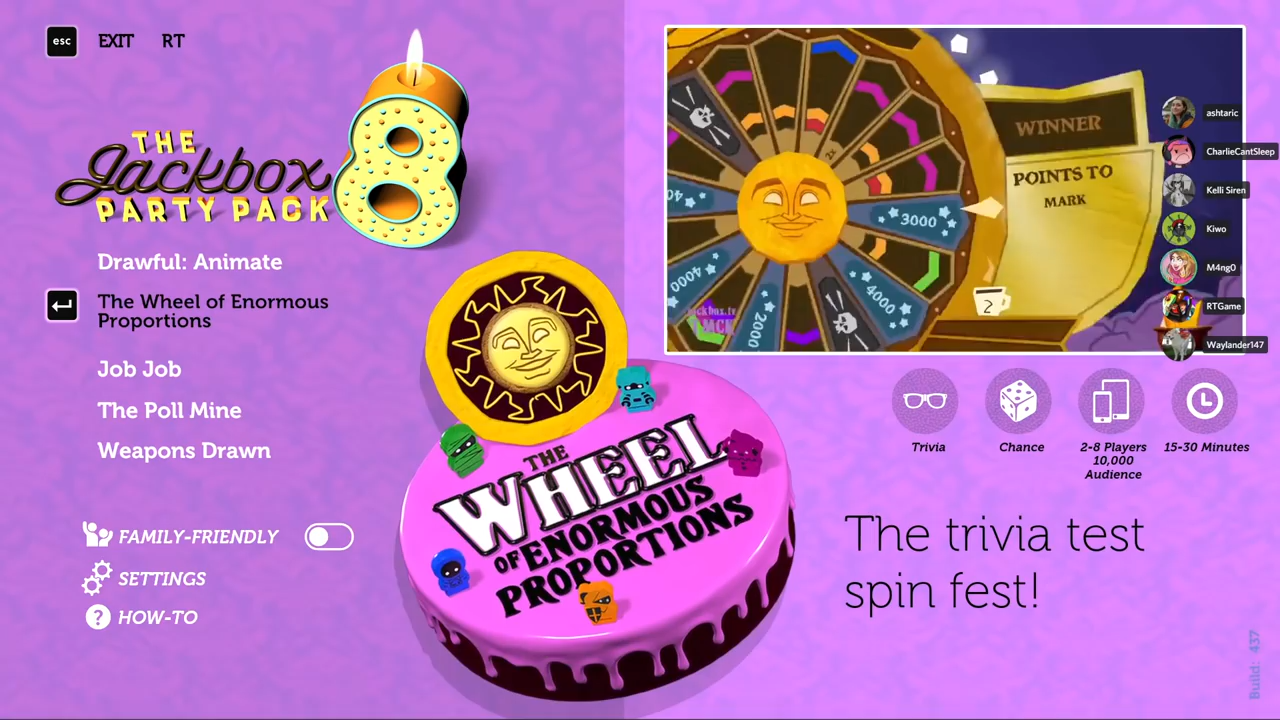 esc EXIT RT
THE
Jackbox
PARTY PACK
8
Drawful: Animate
The Wheel of Enormous
Proportions
Job Job
The Poll Mine
Weapons Drawn
FAMILY-FRIENDLY
SETTINGS
? HOW-TO
THE
WHEEL
OF ENORMOUS
PROPORTIONS
WINNER
POINTS TO
MARK
3000
4000
2000
4000
2
ashtaric
CharlieCantSleep
Kelli Siren
Kiwo
M4ng0
RTGame
Waylander147
Trivia
Chance
2-8 Players
10,000
Audience
15-30 Minutes
The trivia test
spin fest!
Build: 437